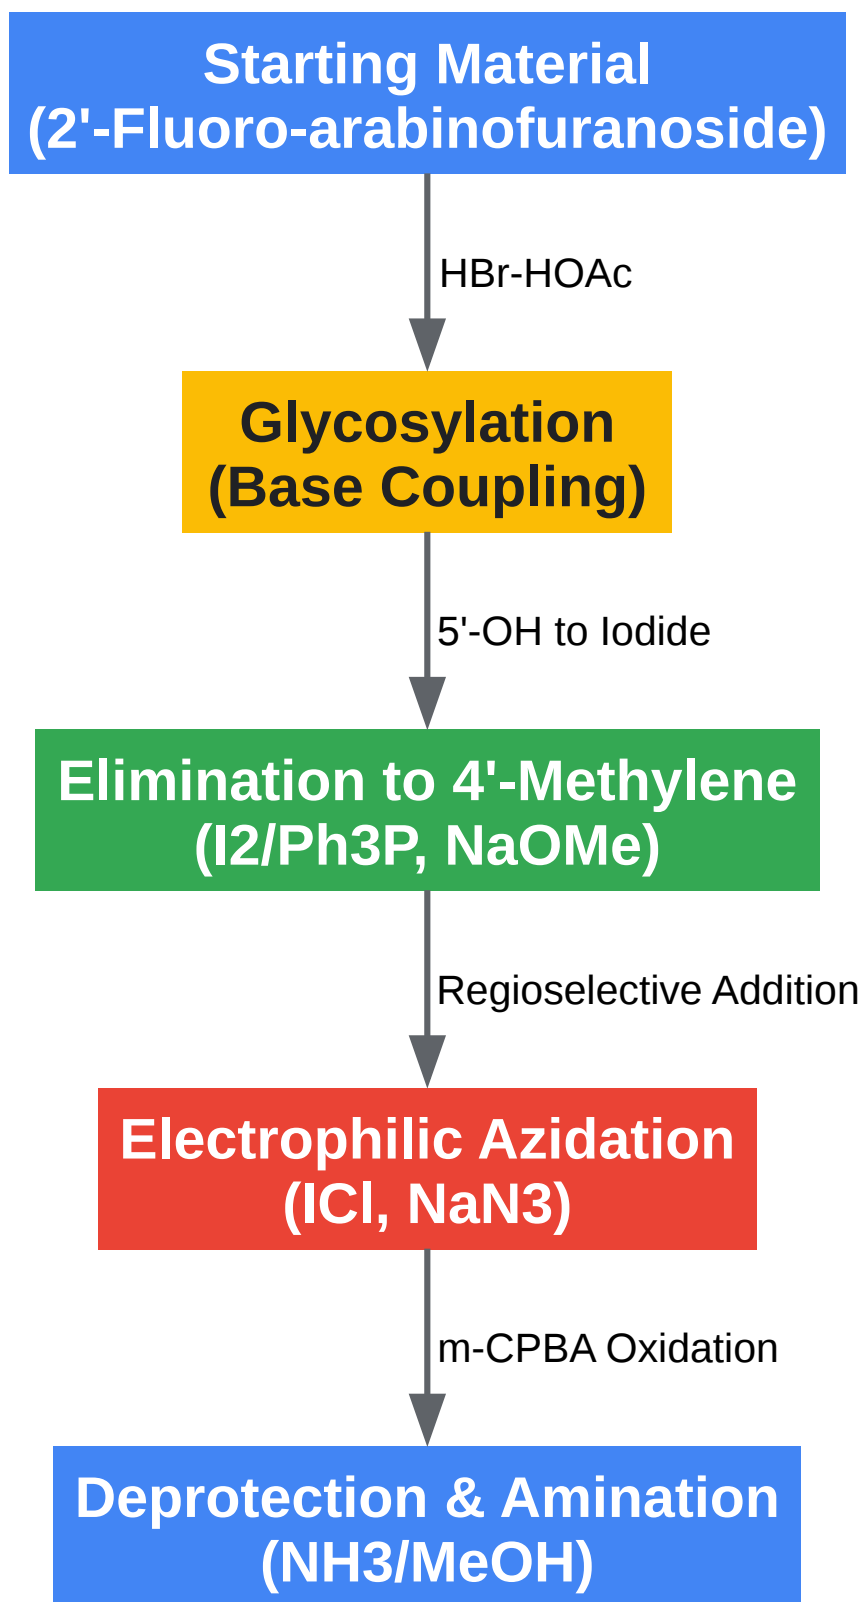 Starting Material
(2'-Fluoro-arabinofuranoside)
HBr-HOAc
Glycosylation
(Base Coupling)
5'-OH to Iodide
Elimination to 4'-Methylene
(I2/Ph3P, NaOMe)
Regioselective Addition
Electrophilic Azidation
(ICl, NaN3)
m-CPBA Oxidation
Deprotection & Amination
(NH3/MeOH)